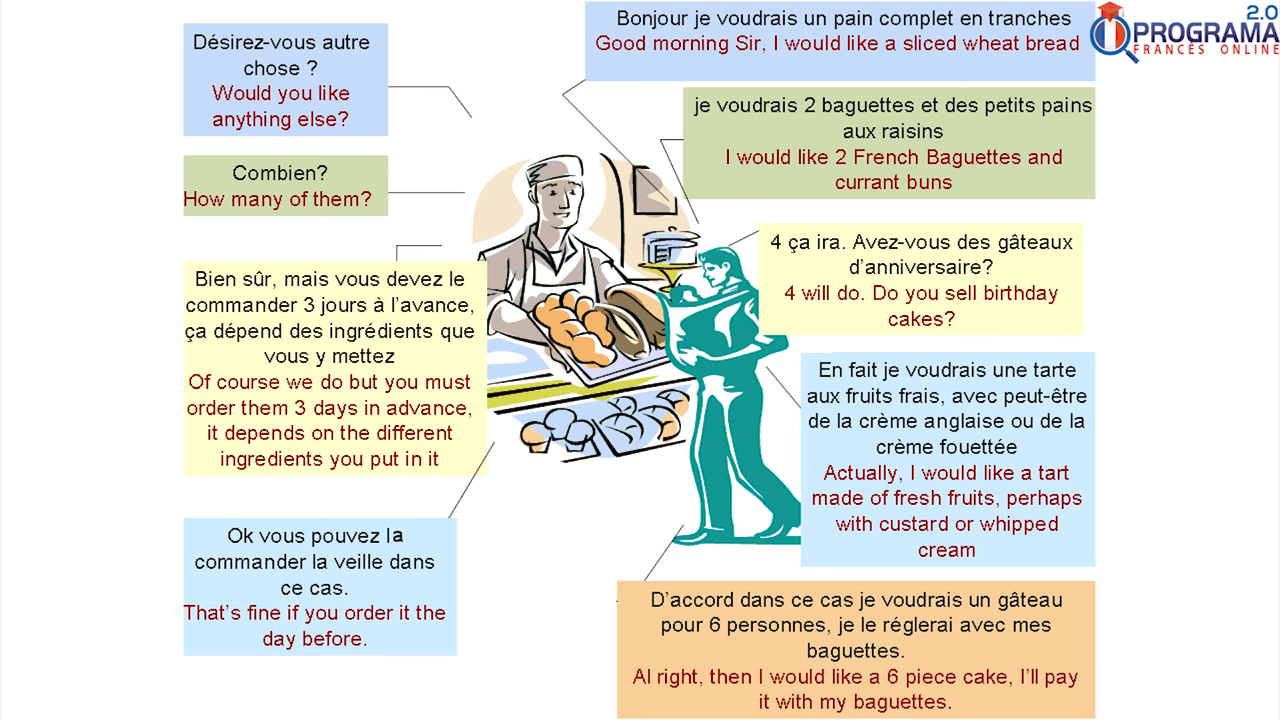 Bonjour je voudrais un pain complet en tranches
Good morning Sir, I would like a sliced wheat bread
2.0
PROGRAMA
FRANCÊS ONLINE
Désirez-vous autre
chose ?
Would you like
anything else?
je voudrais 2 baguettes et des petits pains
aux raisins
I would like 2 French Baguettes and
currant buns
Combien?
How many of them?
4 ça ira. Avez-vous des gâteaux
d'anniversaire?
4 will do. Do you sell birthday
cakes?
Bien sûr, mais vous devez le
commander 3 jours à l'avance,
ça dépend des ingrédients que
vous y mettez
Of course we do but you must
order them 3 days in advance,
it depends on the different
ingredients you put in it
En fait je voudrais une tarte
aux fruits frais, avec peut-être
de la crème anglaise ou de la
crème fouettée
Actually, I would like a tart
made of fresh fruits, perhaps
with custard or whipped
cream
Ok vous pouvez la
commander la veille dans
ce cas.
That's fine if you order it the
day before.
D'accord dans ce cas je voudrais un gâteau
pour 6 personnes, je le réglerai avec mes
baguettes.
Al right, then I would like a 6 piece cake, I'll pay
it with my baguettes.